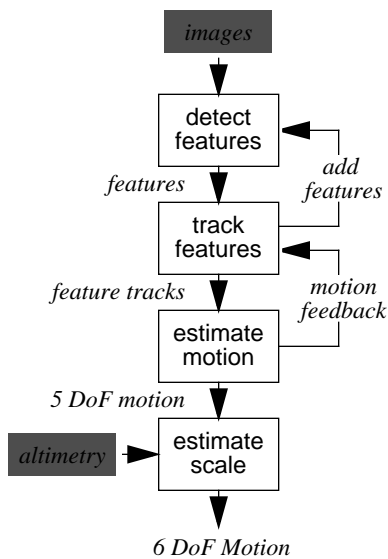 images
detect
features
features
add
features
track
features
feature tracks
motion
feedback
estimate
motion
5 DoF motion
estimate
scale
altimetry
6 DoF Motion